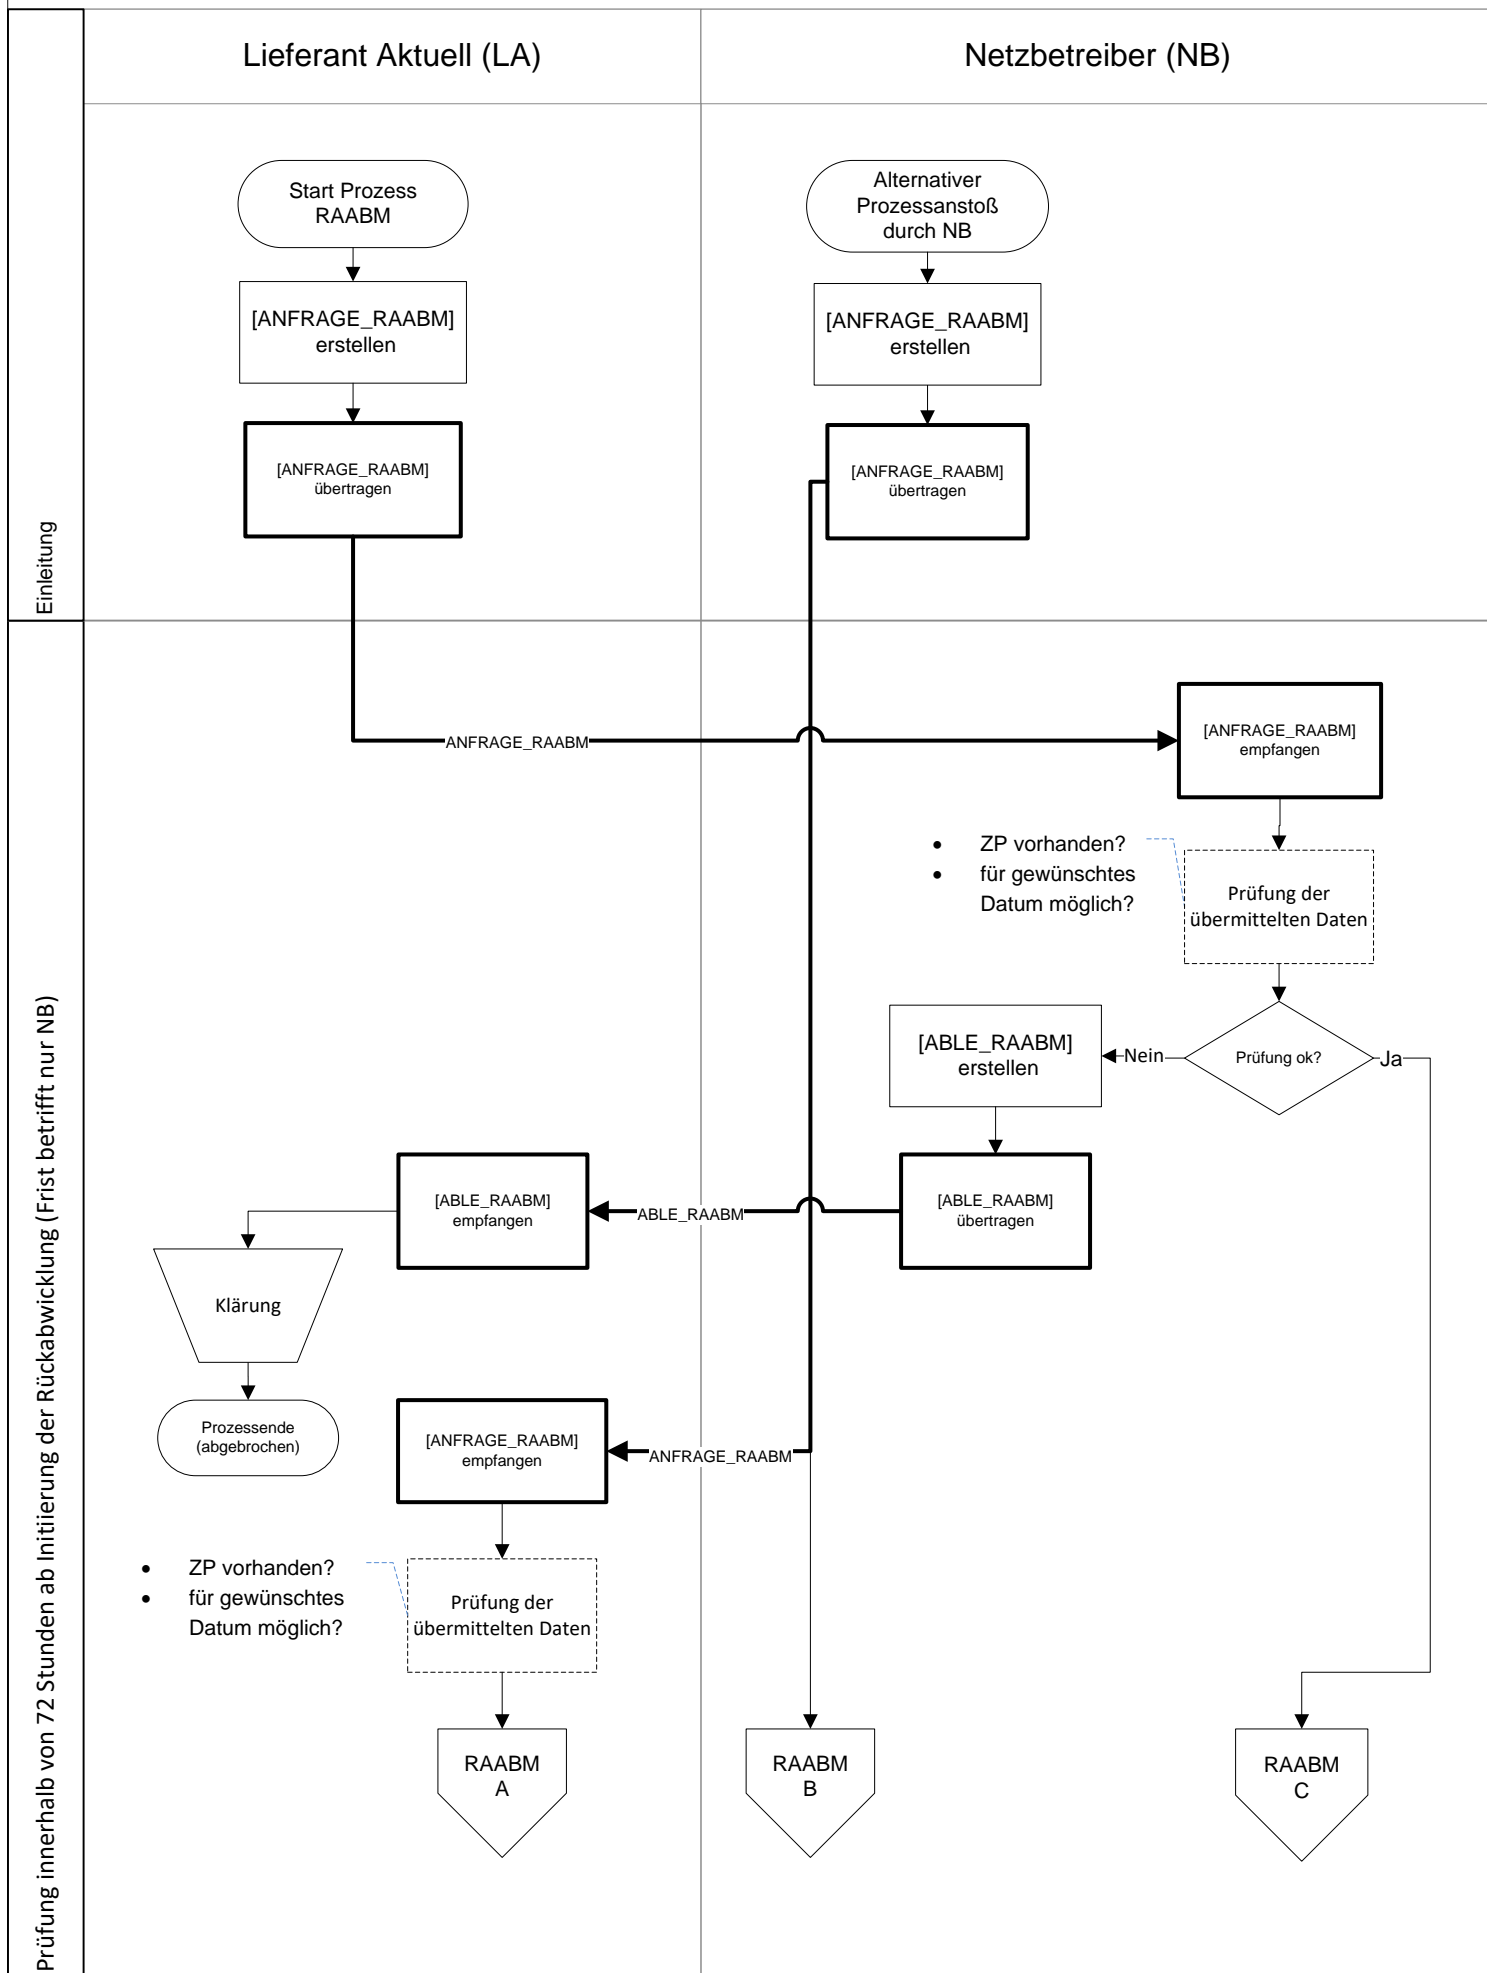 Lieferant Aktuell (LA)
Netzbetreiber (NB)
Einleitung
Start Prozess
RAABM
Alternativer
Prozessanstoß
durch NB
[ANFRAGE_RAABM]
erstellen
[ANFRAGE_RAABM]
erstellen
[ANFRAGE_RAABM]
übertragen
[ANFRAGE_RAABM]
übertragen
Prüfung innerhalb von 72 Stunden ab Initiierung der Rückabwicklung (Frist betrifft nur NB)
ANFRAGE_RAABM
[ANFRAGE_RAABM]
empfangen
• ZP vorhanden?
• für gewünschtes
Datum möglich?
Prüfung der
übermittelten Daten
Prüfung ok?
Nein
Ja
[ABLE_RAABM]
erstellen
[ABLE_RAABM]
übertragen
ABLE_RAABM
[ABLE_RAABM]
empfangen
Klärung
Prozessende
(abgebrochen)
ANFRAGE_RAABM
[ANFRAGE_RAABM]
empfangen
• ZP vorhanden?
• für gewünschtes
Datum möglich?
Prüfung der
übermittelten Daten
RAABM
A
RAABM
B
RAABM
C